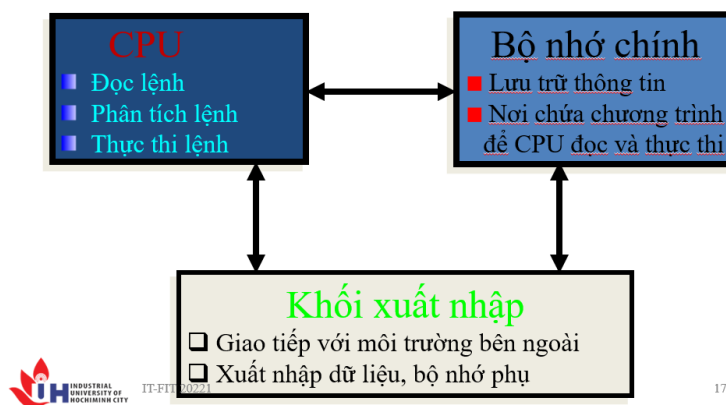 CPU
Đọc lệnh
Phân tích lệnh
Thực thi lệnh
Bộ nhớ chính
Lưu trữ thông tin
Nơi chứa chương trình
để CPU đọc và thực thi
Khối xuất nhập
Giao tiếp với môi trường bên ngoài
Xuất nhập dữ liệu, bộ nhớ phụ
IUH
INDUSTRIAL
UNIVERSITY OF
HOCHIMINH CITY
IT-FIT 20221
17